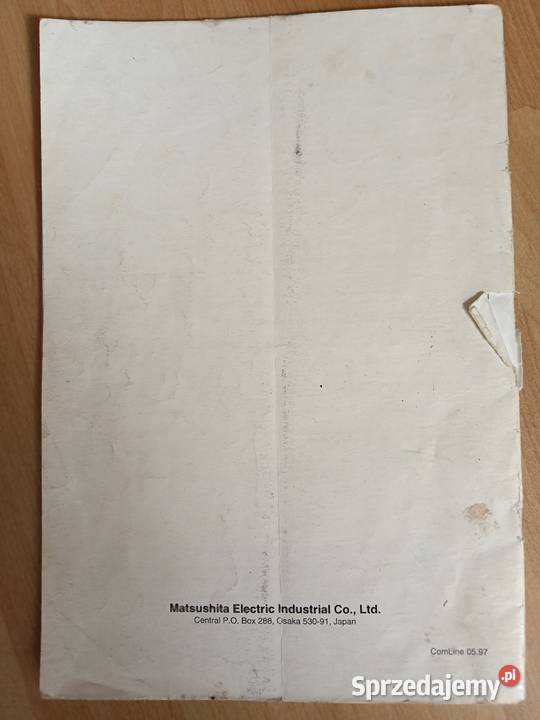 Matsushita Electric Industrial Co., Ltd.
Central P.O. Box 288, Osaka 530-91, Japan
ComLine 05.97
Sprzedajemy.pl